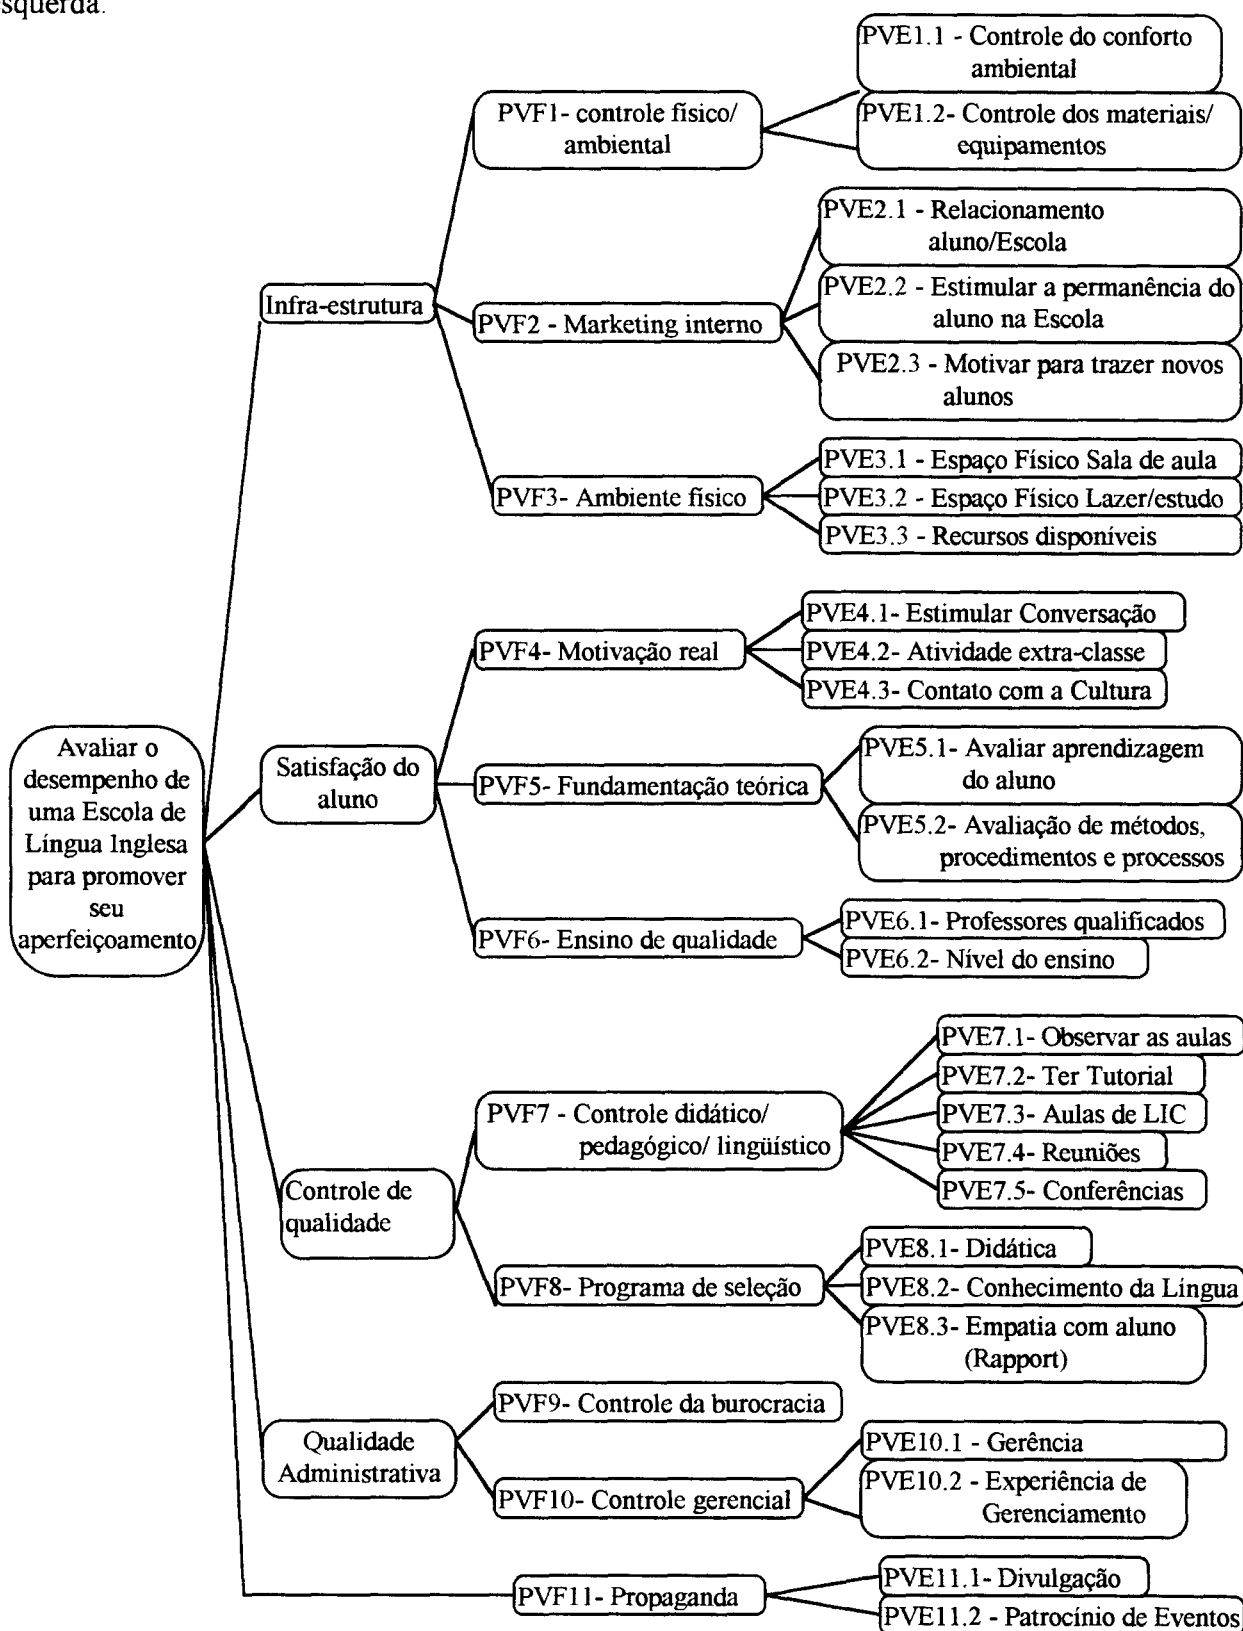 esquerda.
PVE1.1 - Controle do conforto
ambiental
PVF1- controle físico/
ambiental
PVE1.2- Controle dos materiais/
equipamentos
PVE2.1 - Relacionamento
aluno/Escola
Infra-estrutura
PVF2 - Marketing interno
PVE2.2 - Estimular a permanência do
aluno na Escola
PVE2.3 - Motivar para trazer novos
alunos
PVF3- Ambiente físico
PVE3.1 - Espaço Físico Sala de aula
PVE3.2 - Espaço Físico Lazer/estudo
PVE3.3 - Recursos disponíveis
PVF4- Motivação real
PVE4.1- Estimular Conversação
PVE4.2- Atividade extra-classe
PVE4.3- Contato com a Cultura
Avaliar o
desempenho de
uma Escola de
Língua Inglesa
para promover
seu
aperfeiçoamento
Satisfação do
aluno
PVF5- Fundamentação teórica
PVE5.1- Avaliar aprendizagem
do aluno
PVE5.2- Avaliação de métodos,
procedimentos e processos
PVF6- Ensino de qualidade
PVE6.1- Professores qualificados
PVE6.2- Nível do ensino
Controle de
qualidade
PVF7 - Controle didático/
pedagógico/ lingüístico
PVE7.1- Observar as aulas
PVE7.2- Ter Tutorial
PVE7.3- Aulas de LIC
PVE7.4- Reuniões
PVE7.5- Conferências
PVF8- Programa de seleção
PVE8.1- Didática
PVE8.2- Conhecimento da Língua
PVE8.3- Empatia com aluno
(Rapport)
Qualidade
Administrativa
PVF9- Controle da burocracia
PVF10- Controle gerencial
PVE10.1 - Gerência
PVE10.2 - Experiência de
Gerenciamento
PVF11- Propaganda
PVE11.1- Divulgação
PVE11.2 - Patrocínio de Eventos